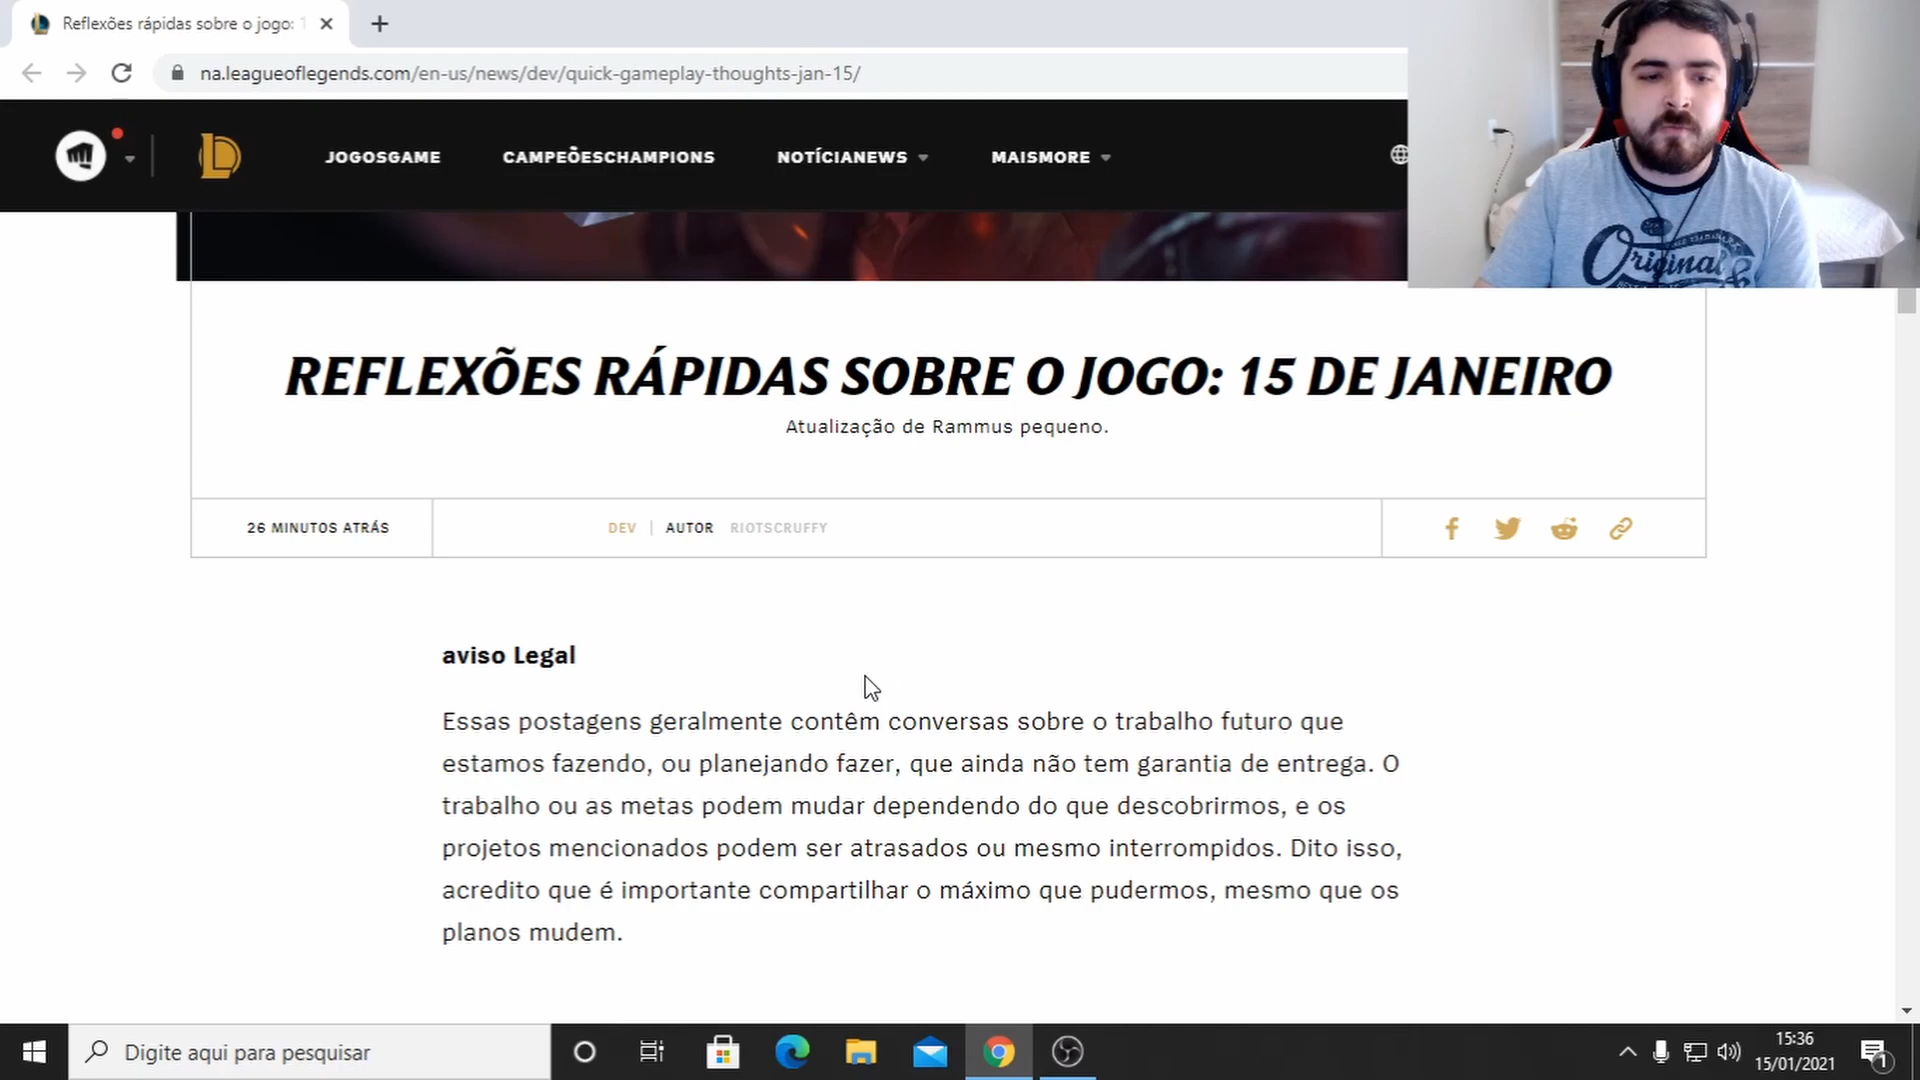 Reflexões rápidas sobre o jogo: 1
na.leagueoflegends.com/en-us/news/dev/quick-gameplay-thoughts-jan-15/
JOGOSGAME CAMPEÕESCHAMPIONS NOTÍCIANEWS MAISMORE
Original
REFLEXÕES RÁPIDAS SOBRE O JOGO: 15 DE JANEIRO
Atualização de Rammus pequeno.
26 MINUTOS ATRÁS DEV | AUTOR RIOTSCRUFFY
aviso Legal
Essas postagens geralmente contêm conversas sobre o trabalho futuro que
estamos fazendo, ou planejando fazer, que ainda não tem garantia de entrega. O
trabalho ou as metas podem mudar dependendo do que descobrirmos, e os
projetos mencionados podem ser atrasados ou mesmo interrompidos. Dito isso,
acredito que é importante compartilhar o máximo que pudermos, mesmo que os
planos mudem.
Digite aqui para pesquisar
15:36
15/01/2021
1